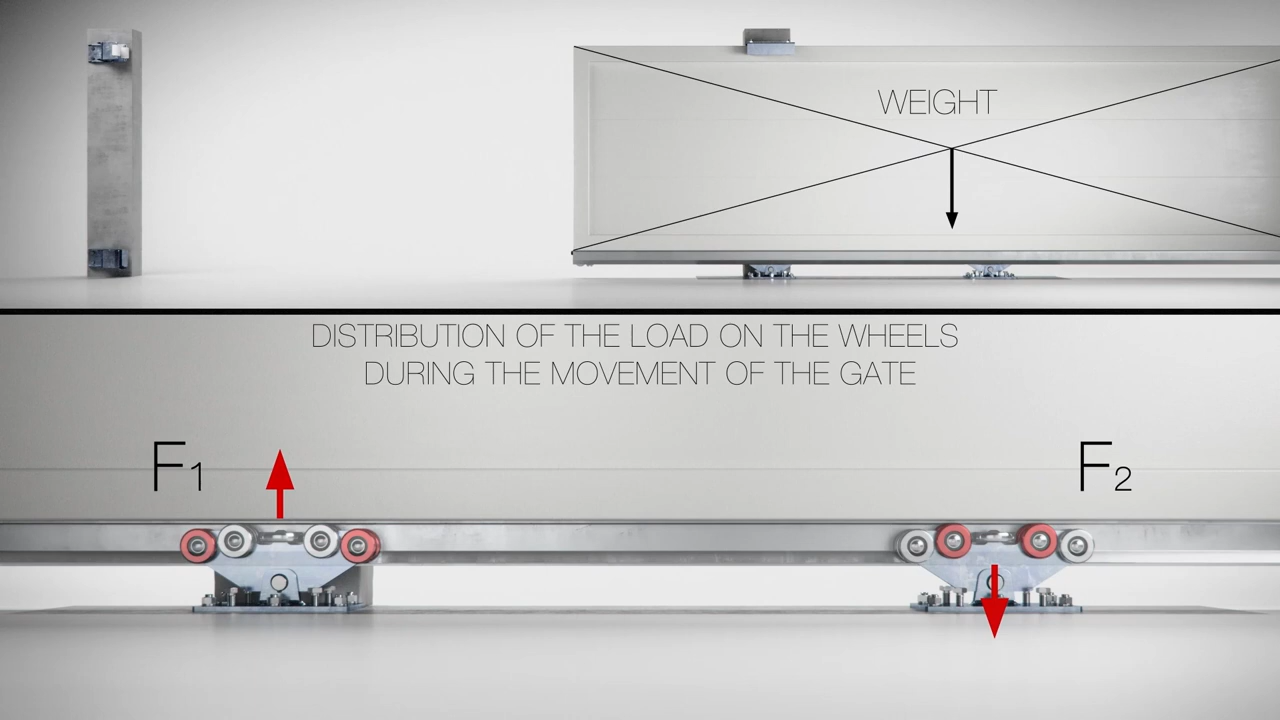 WEIGHT
DISTRIBUTION OF THE LOAD ON THE WHEELS
DURING THE MOVEMENT OF THE GATE
F1
F2